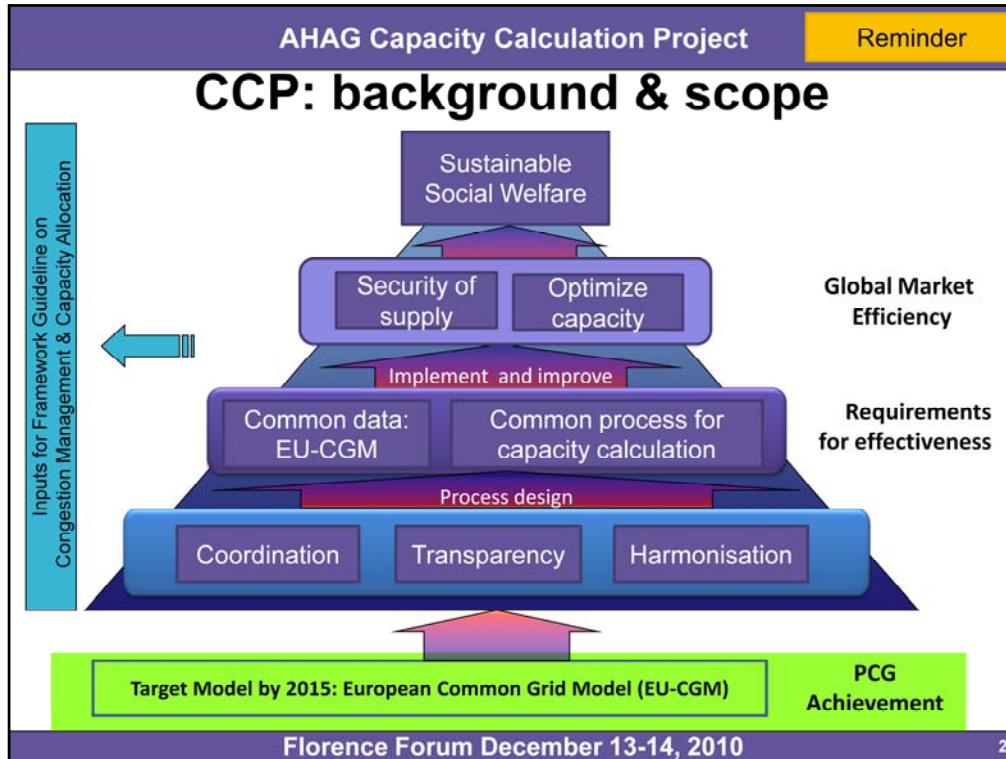 AHAG Capacity Calculation Project
Reminder
CCP: background & scope
Inputs for Framework Guideline on
Congestion Management & Capacity Allocation
Sustainable
Social Welfare
Security of
supply
Optimize
capacity
Global Market
Efficiency
Implement and improve
Common data:
EU-CGM
Common process for
capacity calculation
Requirements
for effectiveness
Process design
Coordination
Transparency
Harmonisation
Target Model by 2015: European Common Grid Model (EU-CGM)
PCG
Achievement
Florence Forum December 13-14, 2010
2